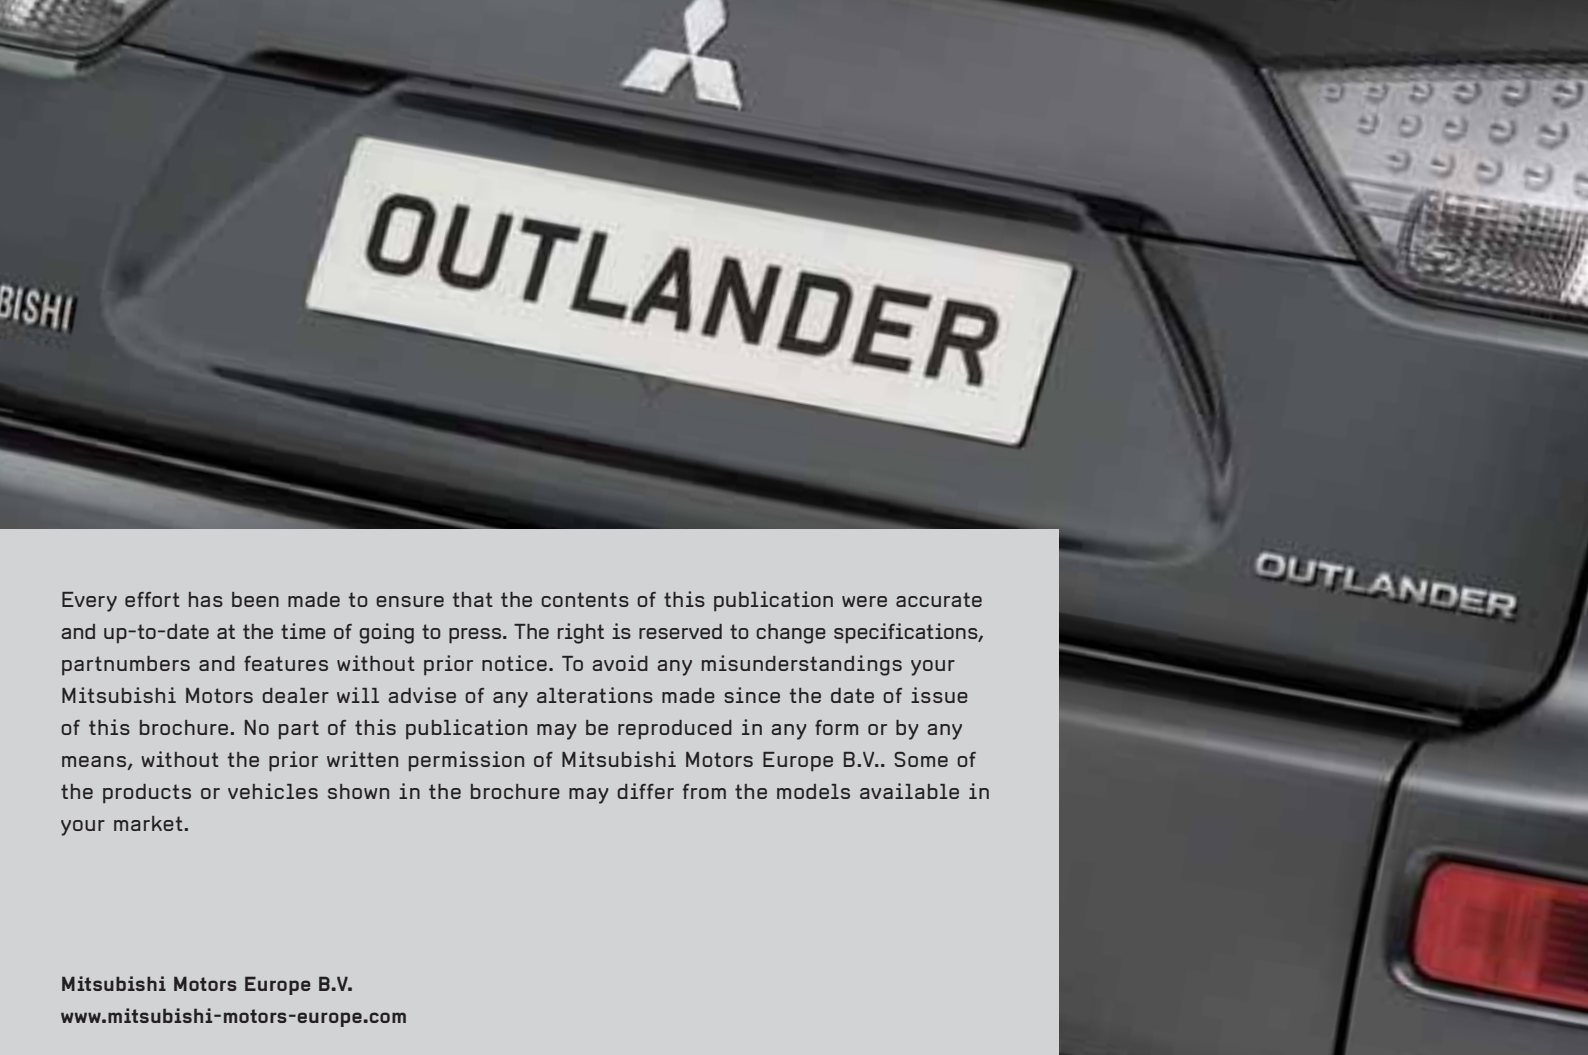 OUTLANDER
BISHI
OUTLANDER
Every effort has been made to ensure that the contents of this publication were accurate
and up-to-date at the time of going to press. The right is reserved to change specifications,
partnumbers and features without prior notice. To avoid any misunderstandings your
Mitsubishi Motors dealer will advise of any alterations made since the date of issue
of this brochure. No part of this publication may be reproduced in any form or by any
means, without the prior written permission of Mitsubishi Motors Europe B.V.. Some of
the products or vehicles shown in the brochure may differ from the models available in
your market.
Mitsubishi Motors Europe B.V.
www.mitsubishi-motors-europe.com